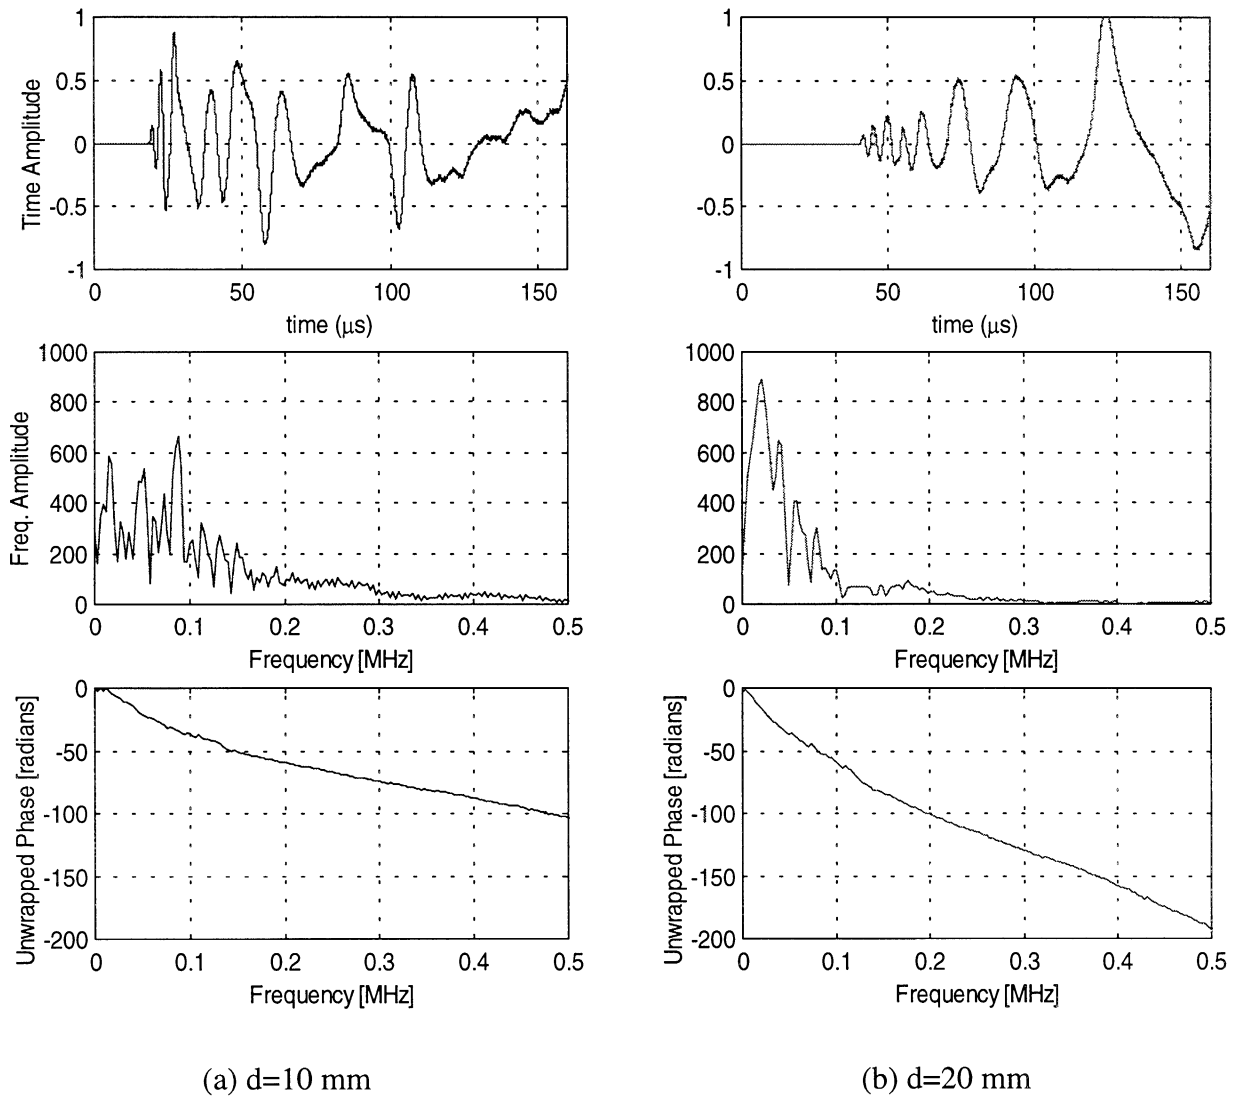 1
0.5
0
-0.5
-1
Time Amplitude
0 50 100 150
time (μs)
1
0.5
0
-0.5
-1
0 50 100 150
time (μs)
1000
800
600
400
200
0
Freq. Amplitude
0 0.1 0.2 0.3 0.4 0.5
Frequency [MHz]
1000
800
600
400
200
0
0 0.1 0.2 0.3 0.4 0.5
Frequency [MHz]
0
-50
-100
-150
-200
Unwrapped Phase [radians]
0 0.1 0.2 0.3 0.4 0.5
Frequency [MHz]
0
-50
-100
-150
-200
Unwrapped Phase [radians]
0 0.1 0.2 0.3 0.4 0.5
Frequency [MHz]
(a) d=10 mm
(b) d=20 mm